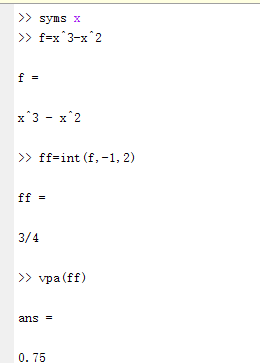 >> syms x
>> f=x^3-x^2
f =
x^3 - x^2
>> ff=int(f,-1,2)
ff =
3/4
>> vpa(ff)
ans =
0.75